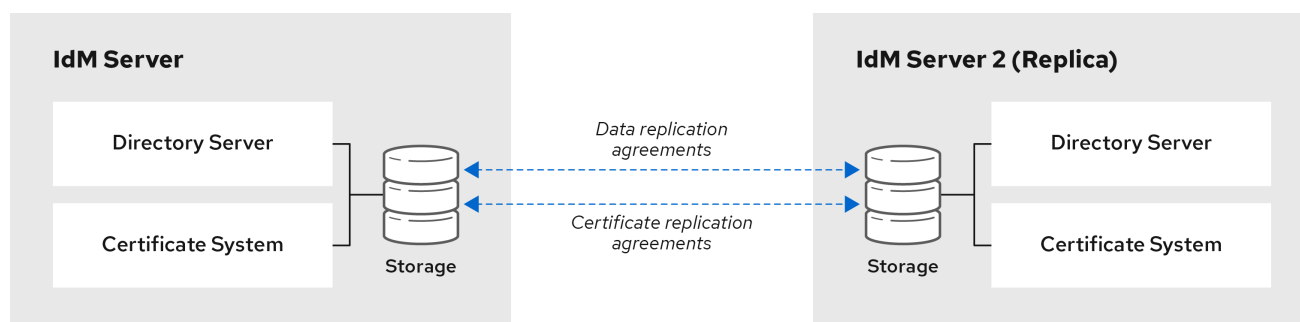 IdM Server
Directory Server
Certificate System
Storage
Data replication
agreements
Certificate replication
agreements
IdM Server 2 (Replica)
Storage
Directory Server
Certificate System